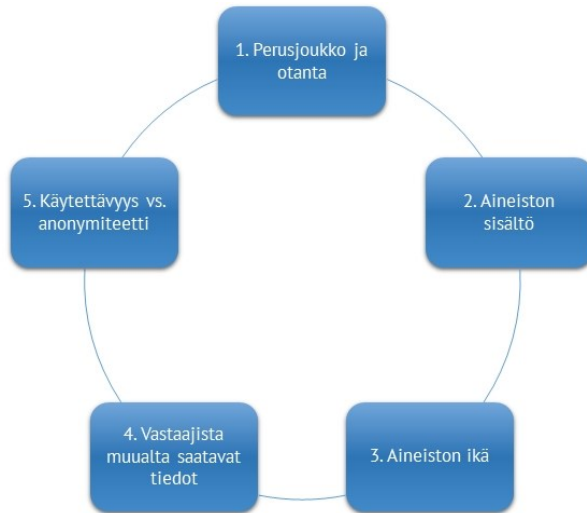 1. Perusjoukko ja
otanta
2. Aineiston
sisältö
3. Aineiston ikä
4. Vastaajista
muualta saatavat
tiedot
5. Käytettävyys vs.
anonymiteetti